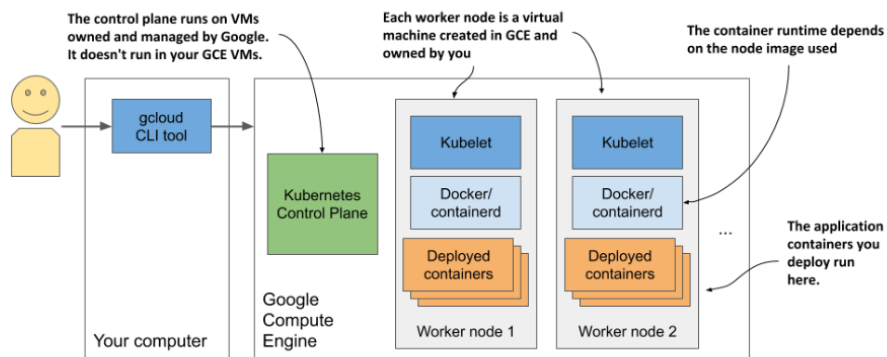 The control plane runs on VMs
owned and managed by Google.
It doesn't run in your GCE VMs.
Each worker node is a virtual
machine created in GCE and
owned by you
The container runtime depends
on the node image used
gcloud
CLI tool
Kubernetes
Control Plane
Kubelet
Docker/
containerd
Deployed
containers
Worker node 1
Kubelet
Docker/
containerd
Deployed
containers
Worker node 2
...
The application
containers you
deploy run
here.
Your computer
Google
Compute
Engine